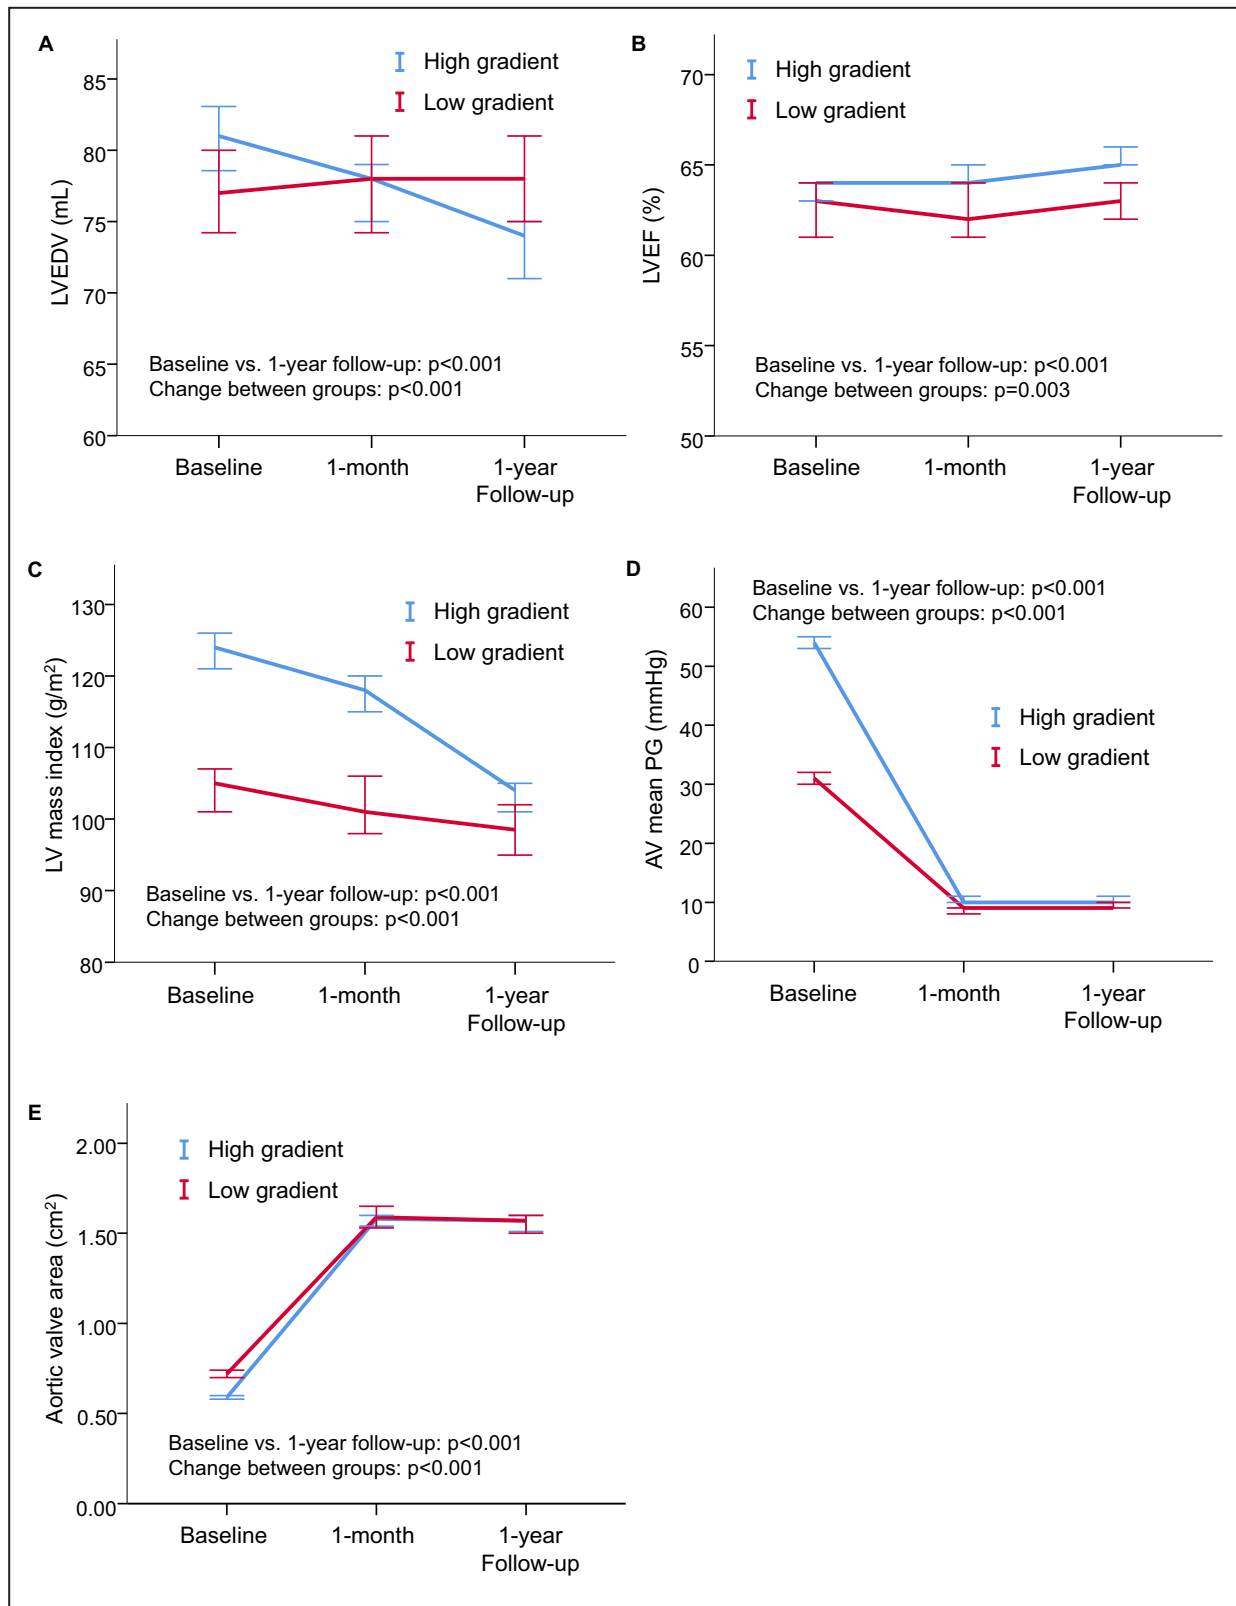 A
High gradient
Low gradient
LVEDV (mL)
85
80
75
70
65
60
Baseline vs. 1-year follow-up: p<0.001
Change between groups: p<0.001
Baseline
1-month
1-year
Follow-up
B
High gradient
Low gradient
LVEF (%)
70
65
60
55
50
Baseline vs. 1-year follow-up: p<0.001
Change between groups: p=0.003
Baseline
1-month
1-year
Follow-up
C
High gradient
Low gradient
LV mass index (g/m²)
130
120
110
100
90
80
Baseline vs. 1-year follow-up: p<0.001
Change between groups: p<0.001
Baseline
1-month
1-year
Follow-up
D
Baseline vs. 1-year follow-up: p<0.001
Change between groups: p<0.001
High gradient
Low gradient
AV mean PG (mmHg)
60
50
40
30
20
10
0
Baseline
1-month
1-year
Follow-up
E
High gradient
Low gradient
Aortic valve area (cm²)
2.00
1.50
1.00
0.50
0.00
Baseline vs. 1-year follow-up: p<0.001
Change between groups: p<0.001
Baseline
1-month
1-year
Follow-up